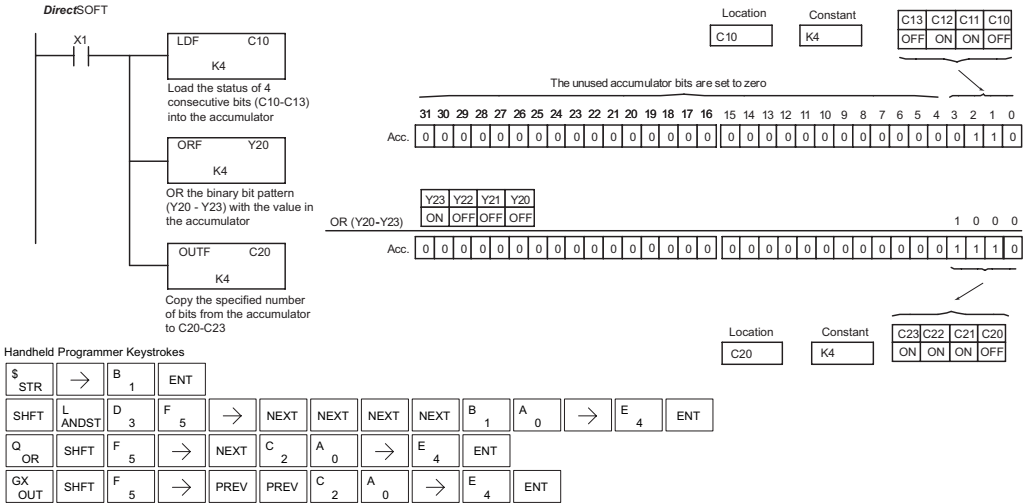 DirectSOFT
X1
LDF C10
K4
Load the status of 4
consecutive bits (C10-C13)
into the accumulator
ORF Y20
K4
OR the binary bit pattern
(Y20 - Y23) with the value in
the accumulator
OUTF C20
K4
Copy the specified number
of bits from the accumulator
to C20-C23
Location Constant
C10 K4
C13 C12 C11 C10
OFF ON ON OFF
The unused accumulator bits are set to zero
31 30 29 28 27 26 25 24 23 22 21 20 19 18 17 16 15 14 13 12 11 10 9 8 7 6 5 4 3 2 1 0
Acc. 0 0 0 0 0 0 0 0 0 0 0 0 0 0 0 0 0 0 0 0 0 0 0 0 0 0 0 0 0 1 1 0
Y23 Y22 Y21 Y20
ON OFF OFF OFF
OR (Y20-Y23) 1 0 0 0
Acc. 0 0 0 0 0 0 0 0 0 0 0 0 0 0 0 0 0 0 0 0 0 0 0 0 0 0 0 0 1 1 1 0
Location Constant
C20 K4
C23 C22 C21 C20
ON ON ON OFF
Handheld Programmer Keystrokes
$ STR → B 1 ENT
SHFT L ANDST D 3 F 5 → NEXT NEXT NEXT NEXT B 1 A 0 → E 4 ENT
Q OR SHFT F 5 → NEXT C 2 A 0 → E 4 ENT
GX OUT SHFT F 5 → PREV PREV C 2 A 0 → E 4 ENT